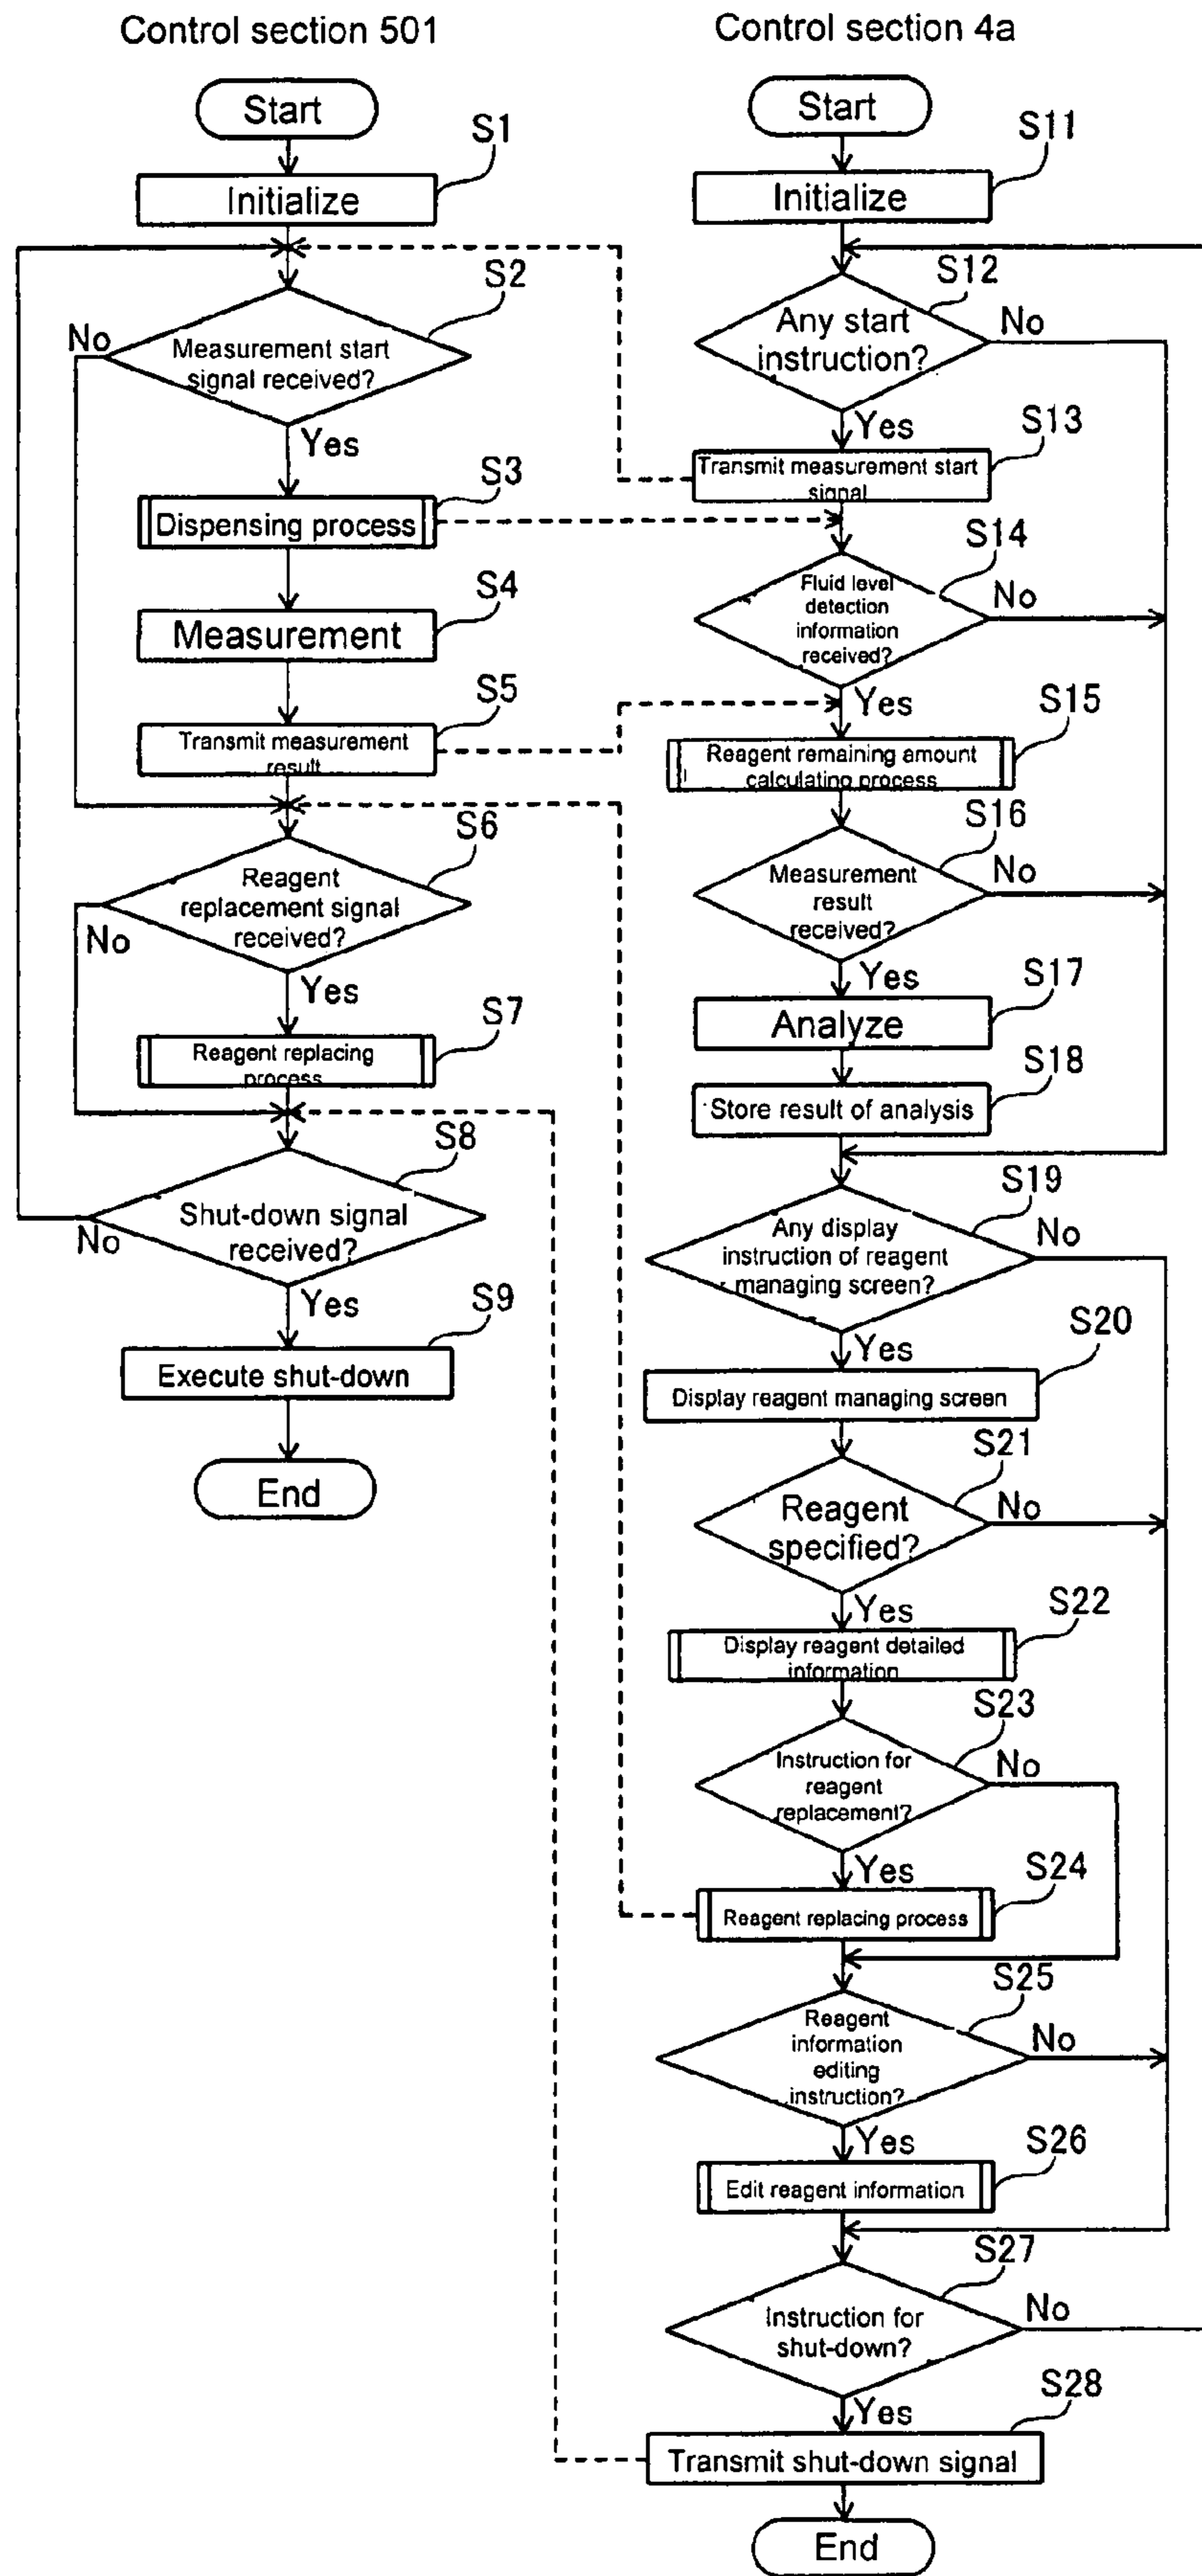 Control section 501
Start
S1
Initialize
S2
No
Measurement start
signal received?
Yes
S3
Dispensing process
S4
Measurement
S5
Transmit measurement
result
S6
Reagent
replacement signal
received?
No
Yes
S7
Reagent replacing
process
S8
Shut-down signal
received?
No
Yes
S9
Execute shut-down
End
Control section 4a
Start
S11
Initialize
S12
Any start
instruction?
No
Yes
S13
Transmit measurement start
signal
S14
Fluid level
detection
information
received?
No
Yes
S15
Reagent remaining amount
calculating process
S16
Measurement
result
received?
No
Yes
S17
Analyze
S18
Store result of analysis
S19
Any display
instruction of reagent
managing screen?
No
Yes
S20
Display reagent managing screen
S21
Reagent
specified?
No
Yes
S22
Display reagent detailed
information
S23
Instruction for
reagent
replacement?
No
Yes
S24
Reagent replacing process
S25
Reagent
information
editing
instruction?
No
Yes
S26
Edit reagent information
S27
Instruction for
shut-down?
No
Yes
S28
Transmit shut-down signal
End